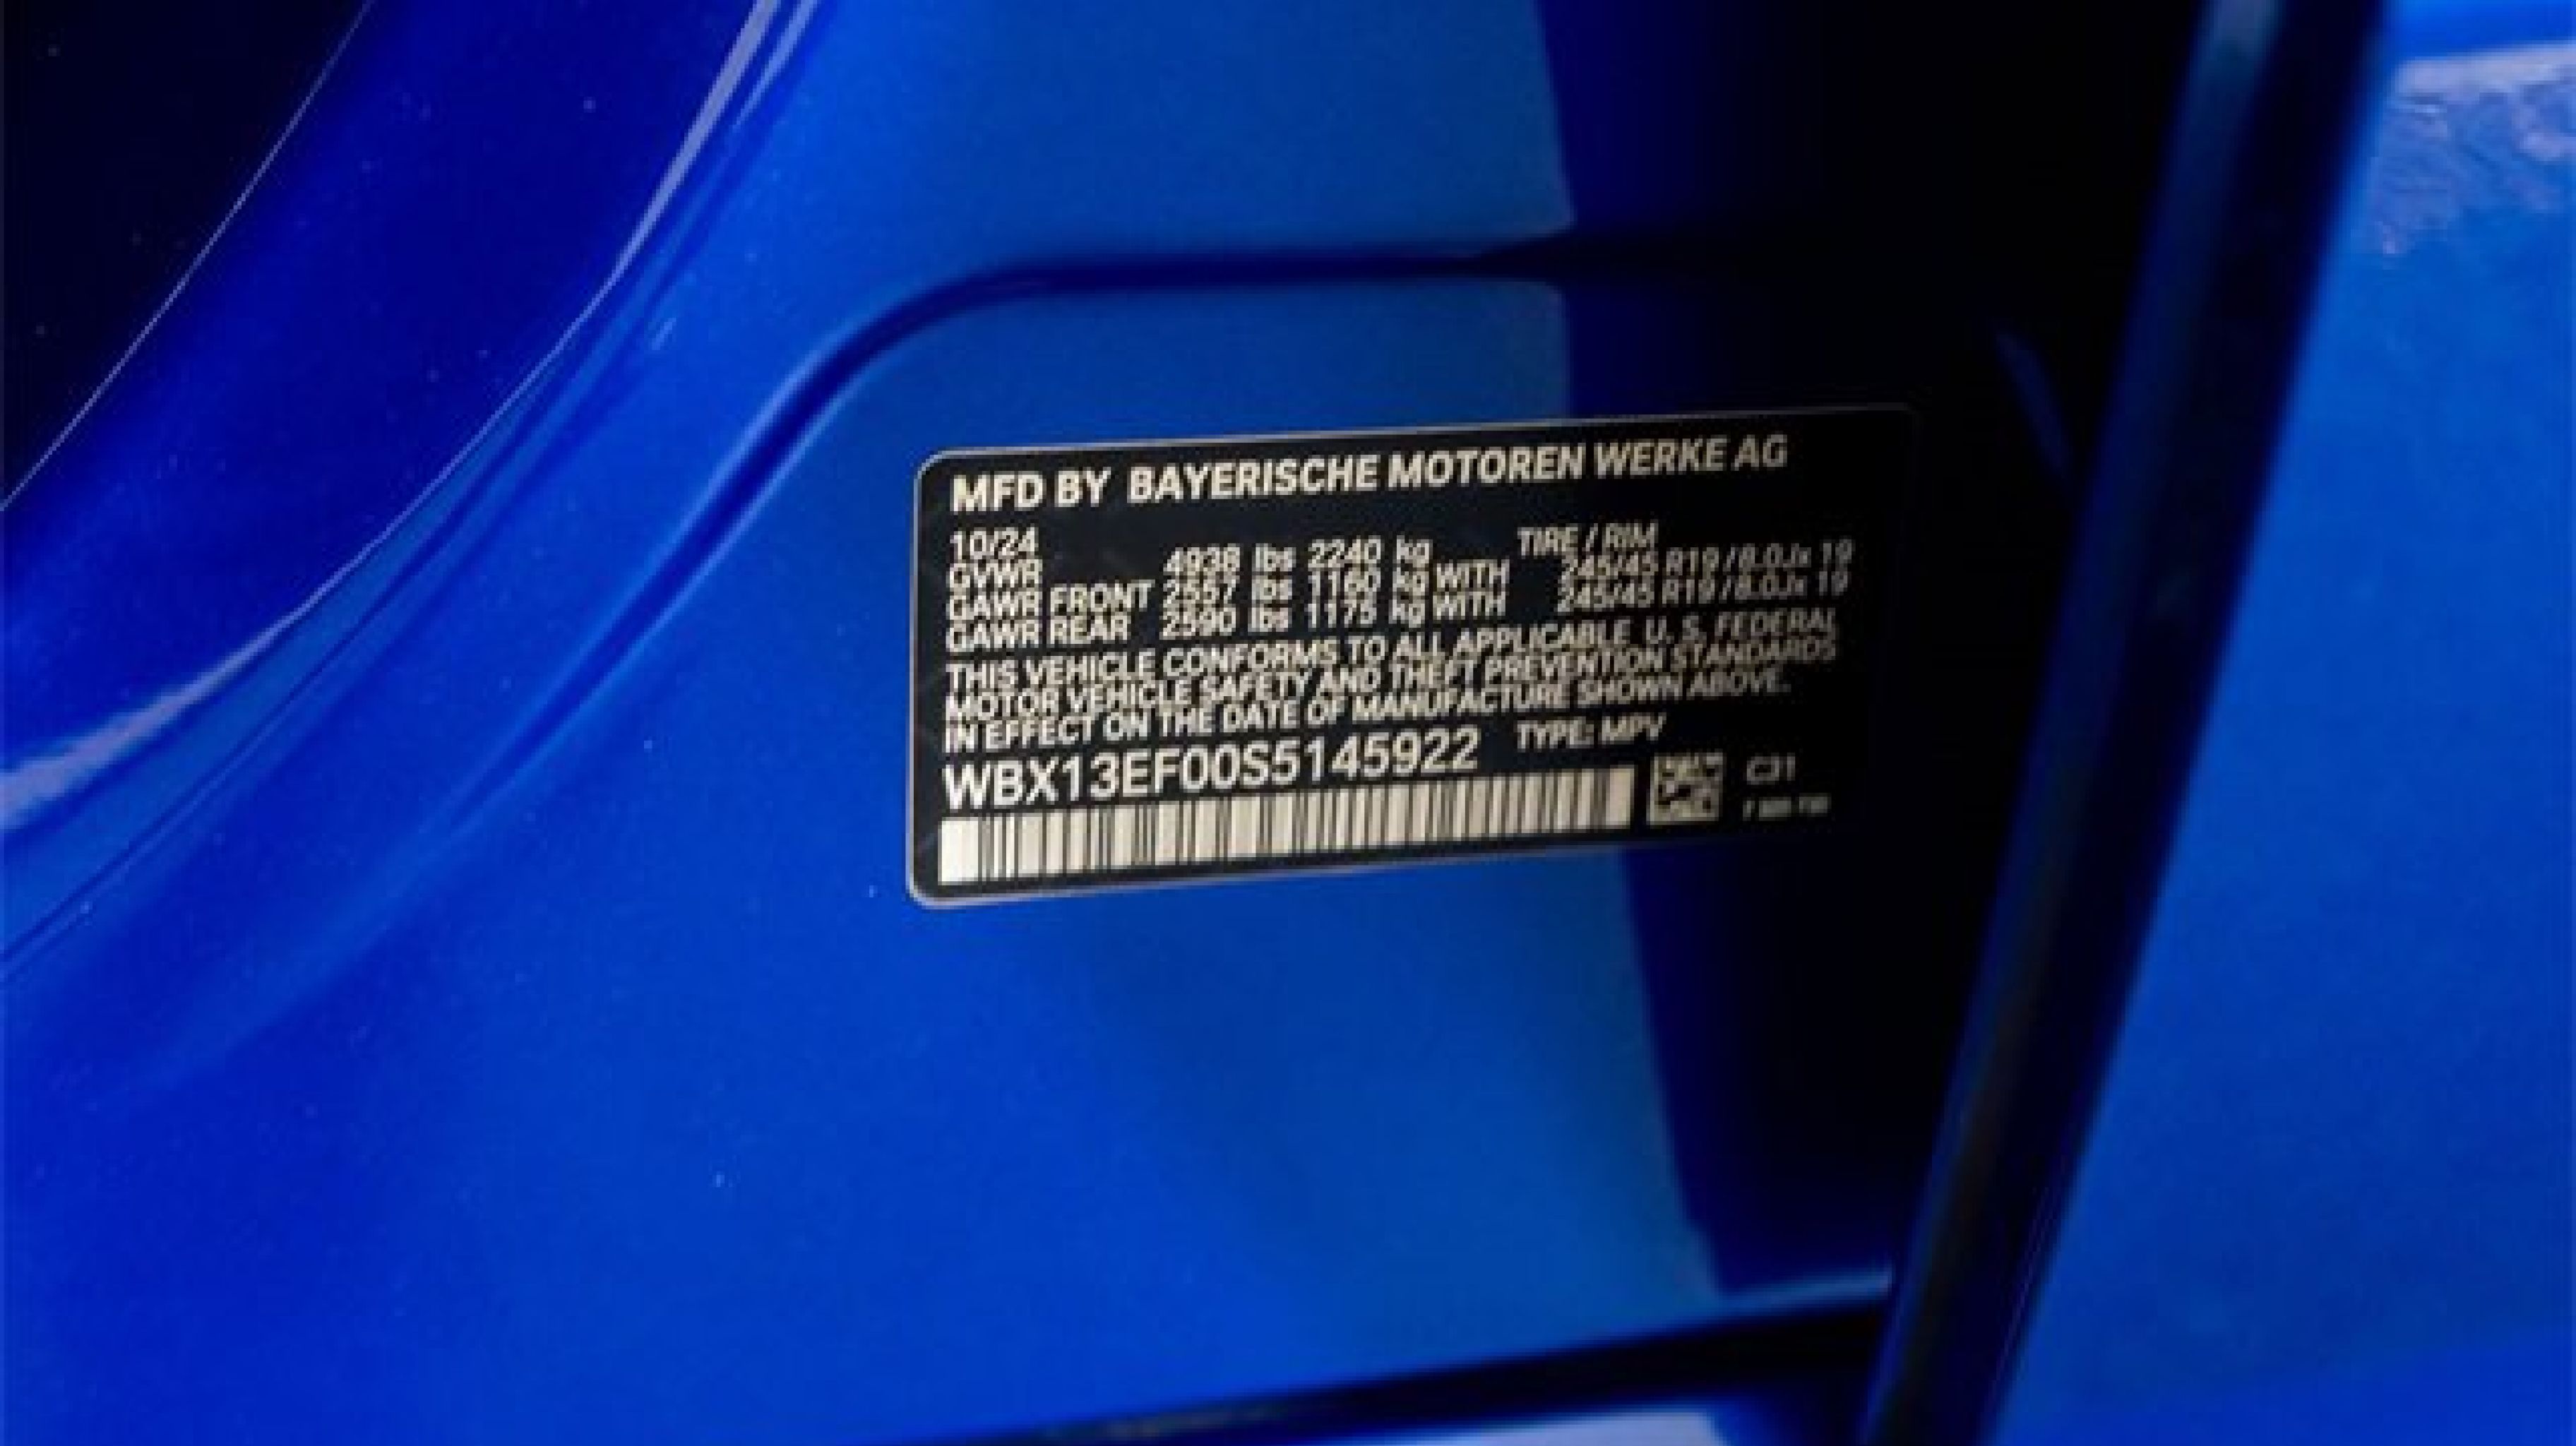 MFD BY BAYERISCHE MOTOREN WERKE AG
10/24 TIRE / RIM
GVWR 4938 lbs 2240 kg
GAWR FRONT 2557 lbs 1160 kg WITH 245/45 R19 / 8.0Jx 19
GAWR REAR 2590 lbs 1175 kg WITH 245/45 R19 / 8.0Jx 19
THIS VEHICLE CONFORMS TO ALL APPLICABLE U. S. FEDERAL
MOTOR VEHICLE SAFETY AND THEFT PREVENTION STANDARDS
IN EFFECT ON THE DATE OF MANUFACTURE SHOWN ABOVE.
WBX13EF00S5145922 TYPE: MPV
C31